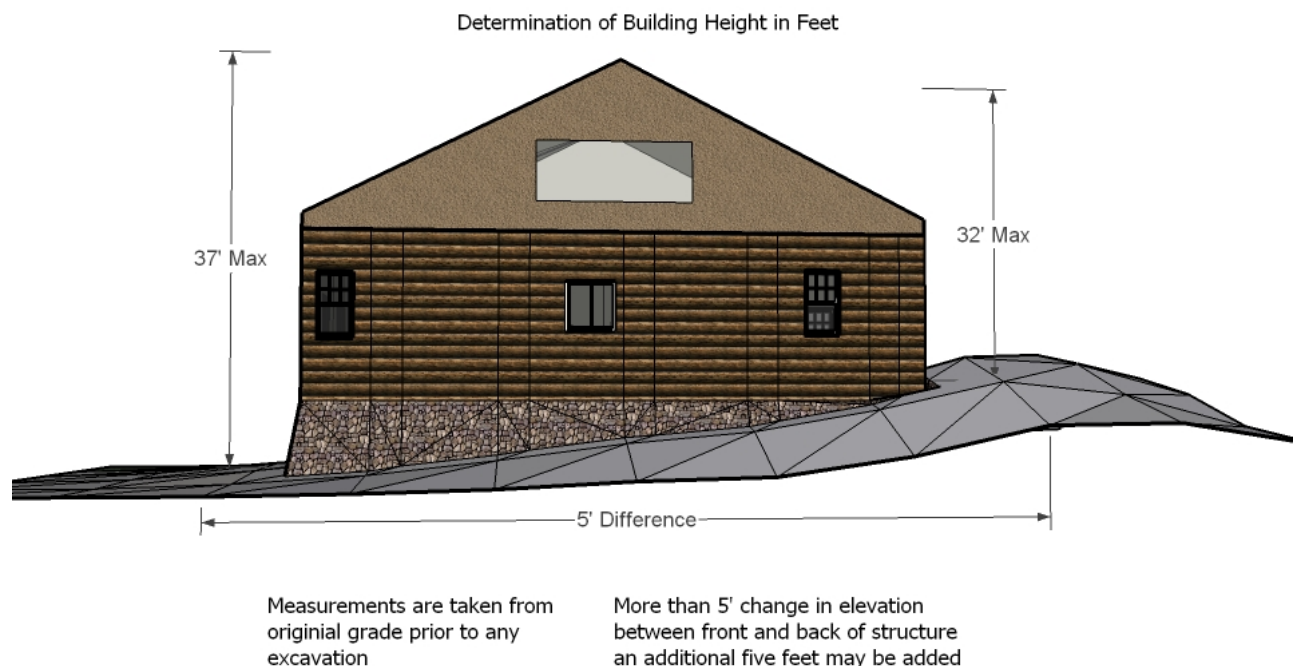 Determination of Building Height in Feet
37' Max
32' Max
5' Difference
Measurements are taken from
originial grade prior to any
excavation
More than 5' change in elevation
between front and back of structure
an additional five feet may be added